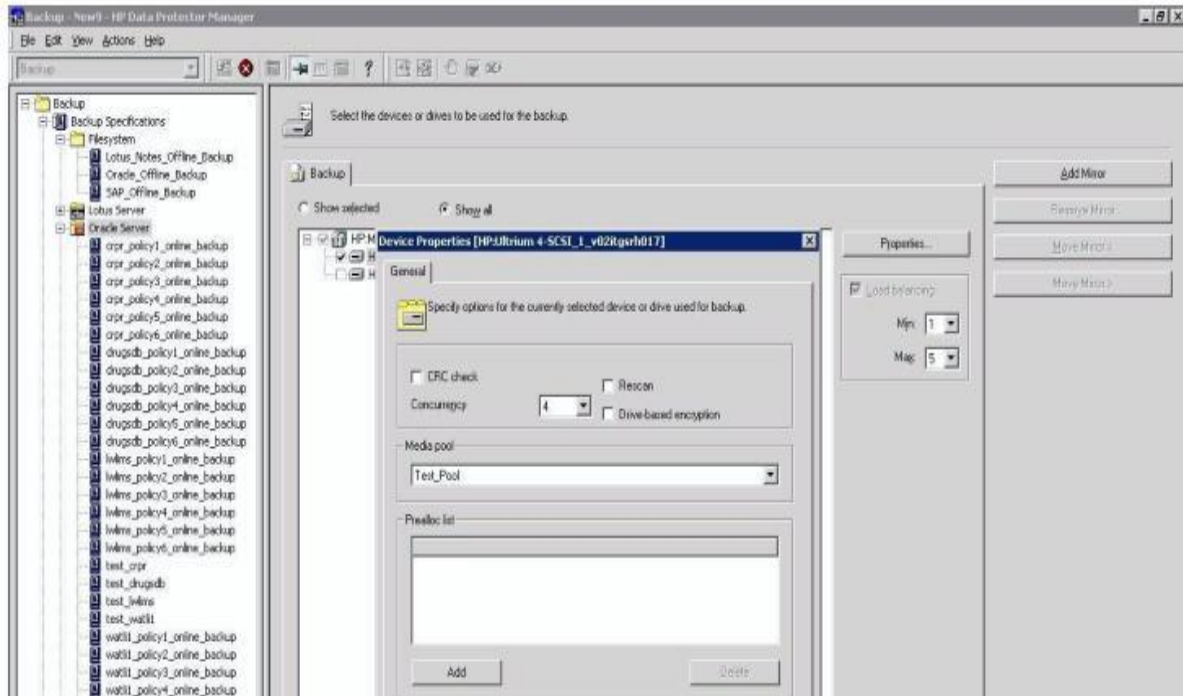 Backup - New9 - HP Data Protector Manager
File Edit View Actions Help
Backup
Backup
Backup Specifications
Filesystem
Lotus_Notes_Offline_Backup
Oracle_Offline_Backup
SAP_Offline_Backup
Lotus Server
Oracle Server
crpr_policy1_online_backup
crpr_policy2_online_backup
crpr_policy3_online_backup
crpr_policy4_online_backup
crpr_policy5_online_backup
crpr_policy6_online_backup
drugsdb_policy1_online_backup
drugsdb_policy2_online_backup
drugsdb_policy3_online_backup
drugsdb_policy4_online_backup
drugsdb_policy5_online_backup
drugsdb_policy6_online_backup
lwlms_policy1_online_backup
lwlms_policy2_online_backup
lwlms_policy3_online_backup
lwlms_policy4_online_backup
lwlms_policy5_online_backup
lwlms_policy6_online_backup
test_crpr
test_drugsdb
test_lwlms
test_watlit
watlit_policy1_online_backup
watlit_policy2_online_backup
watlit_policy3_online_backup
watlit_policy4_online_backup
Select the devices or drives to be used for the backup.
Backup
Show selected Show all
HP:M
H
H
Device Properties [HP:Ultrium 4-SCSI_1_v02itgsrh017]
General
Specify options for the currently selected device or drive used for backup.
CRC check
Rescan
Concurrency 4
Drive-based encryption
Media pool
Test_Pool
Prealloc list
Add Delete
Properties...
Load balancing
Min: 1
Max: 5
Add Mirror
Remove Mirror
Move Mirror
Move Mirror